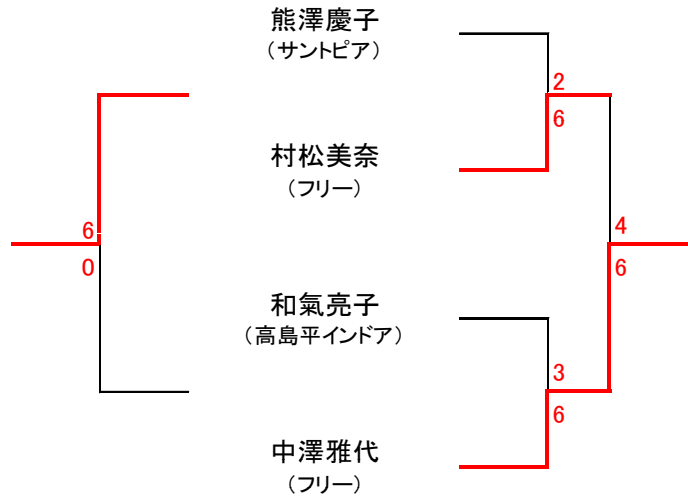 熊澤慶子
（サントピア）
2
6
村松美奈
（フリー）
6
0
4
6
和氣亮子
（高島平インドア）
3
6
中澤雅代
（フリー）